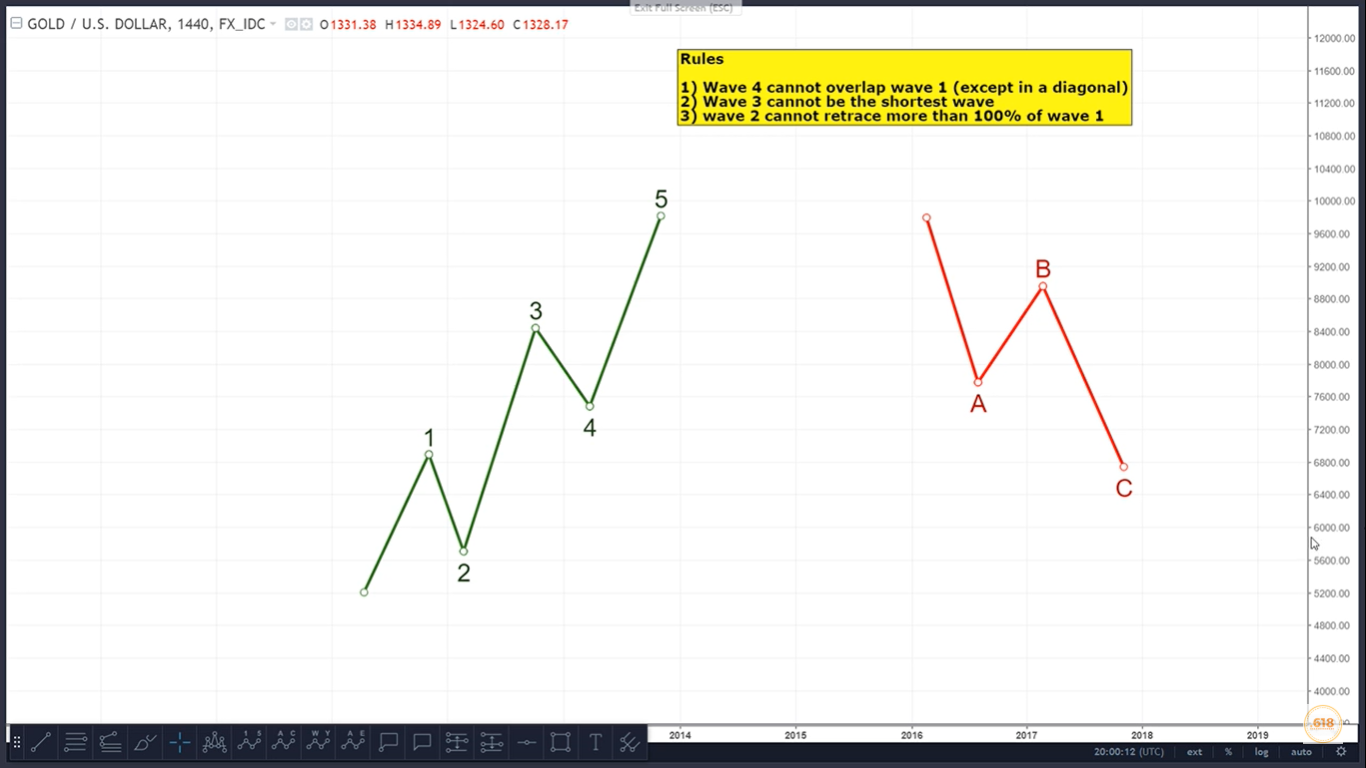 Exit Full Screen (ESC)
GOLD / U.S. DOLLAR, 1440, FX_IDC O1331.38 H1334.89 L1324.60 C1328.17
Rules
1) Wave 4 cannot overlap wave 1 (except in a diagonal)
2) Wave 3 cannot be the shortest wave
3) wave 2 cannot retrace more than 100% of wave 1
12000.00
11600.00
11200.00
10800.00
10400.00
10000.00
9600.00
9200.00
8800.00
8400.00
8000.00
7600.00
7200.00
6800.00
6400.00
6000.00
5600.00
5200.00
4800.00
4400.00
4000.00
5
3
1
4
2
B
A
C
2014 2015 2016 2017 2018 2019
618
1 5 A C W Y A E T
20:00:12 (UTC) ext % log auto